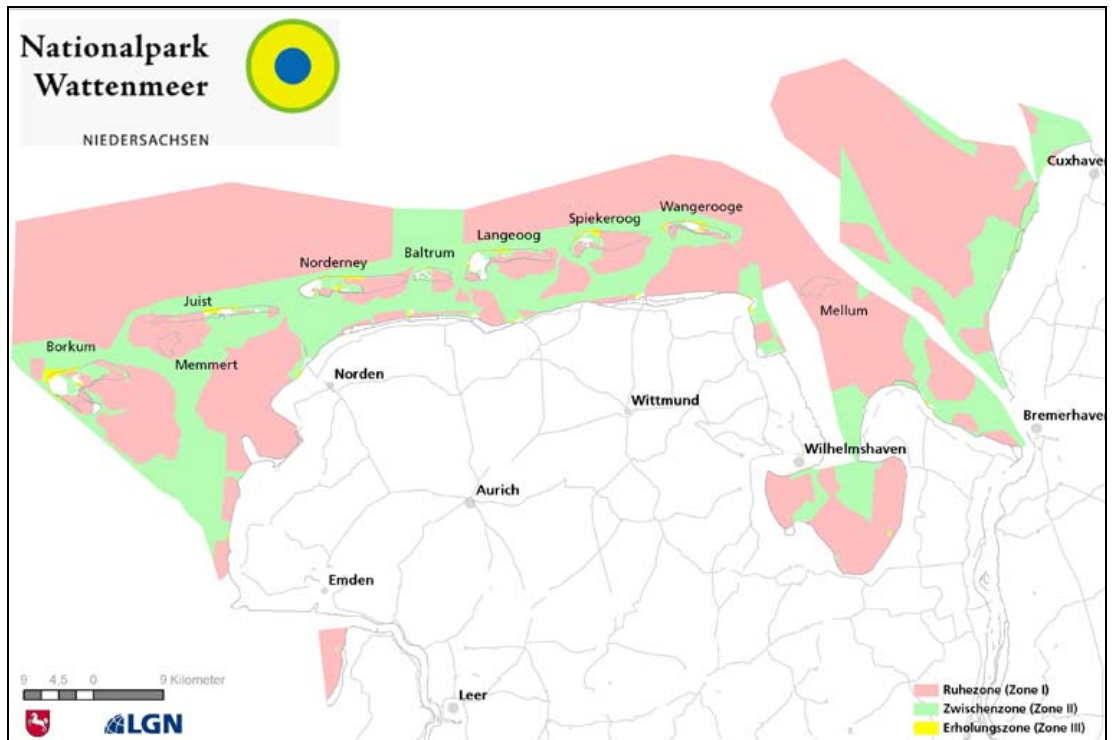 Nationalpark
Wattenmeer
NIEDERSACHSEN
Cuxhaven
Wangerooge
Spiekeroog
Langeoog
Baltrum
Norderney
Juist
Mellum
Borkum
Memmert
Norden
Wittmund
Bremerhaven
Wilhelmshaven
Aurich
Emden
Leer
9 4,5 0 9 Kilometer
LGN
Ruhezone (Zone I)
Zwischenzone (Zone II)
Erholungszone (Zone III)